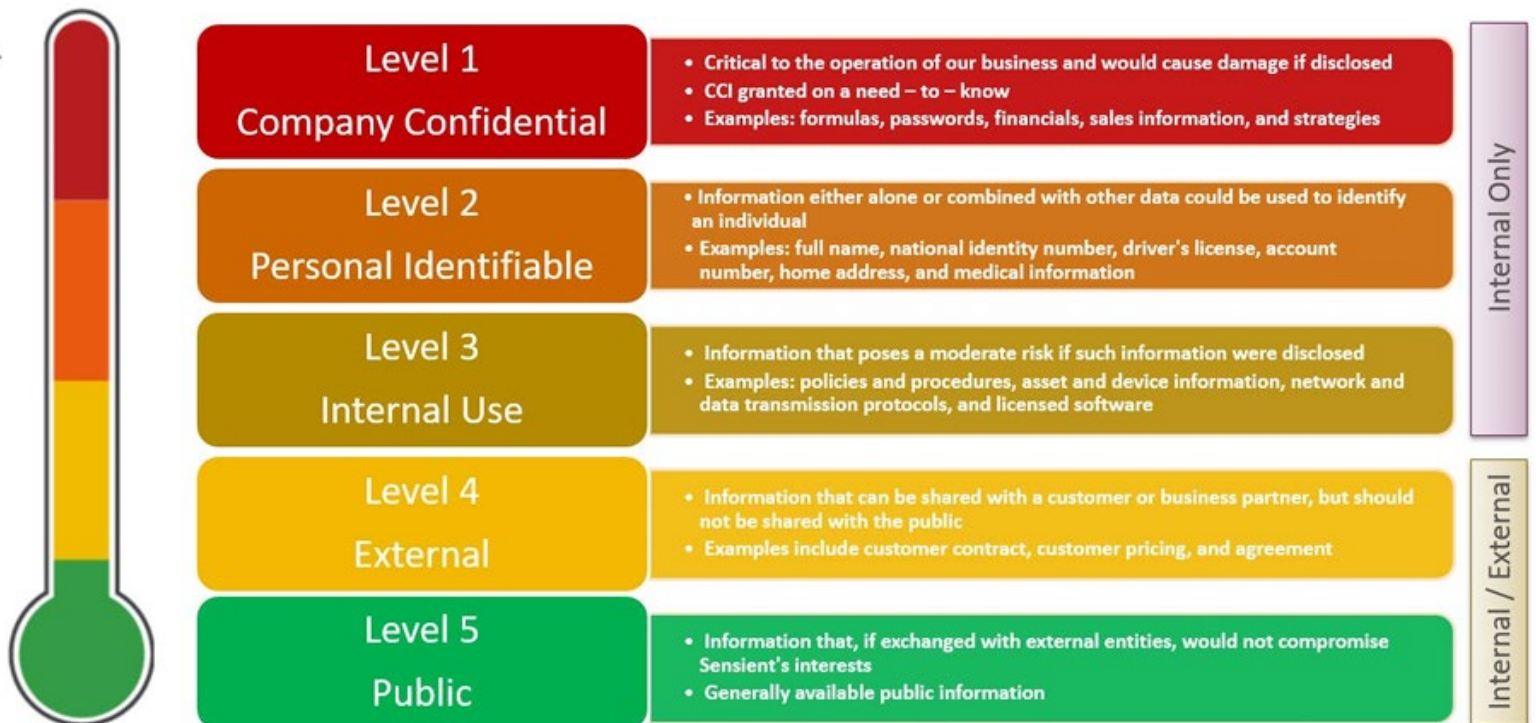 Level 1
Company Confidential
• Critical to the operation of our business and would cause damage if disclosed
• CCI granted on a need – to – know
• Examples: formulas, passwords, financials, sales information, and strategies
Level 2
Personal Identifiable
• Information either alone or combined with other data could be used to identify
an individual
• Examples: full name, national identity number, driver's license, account
number, home address, and medical information
Level 3
Internal Use
• Information that poses a moderate risk if such information were disclosed
• Examples: policies and procedures, asset and device information, network and
data transmission protocols, and licensed software
Internal Only
Level 4
External
• Information that can be shared with a customer or business partner, but should
not be shared with the public
• Examples include customer contract, customer pricing, and agreement
Level 5
Public
• Information that, if exchanged with external entities, would not compromise
Sensient's interests
• Generally available public information
Internal / External